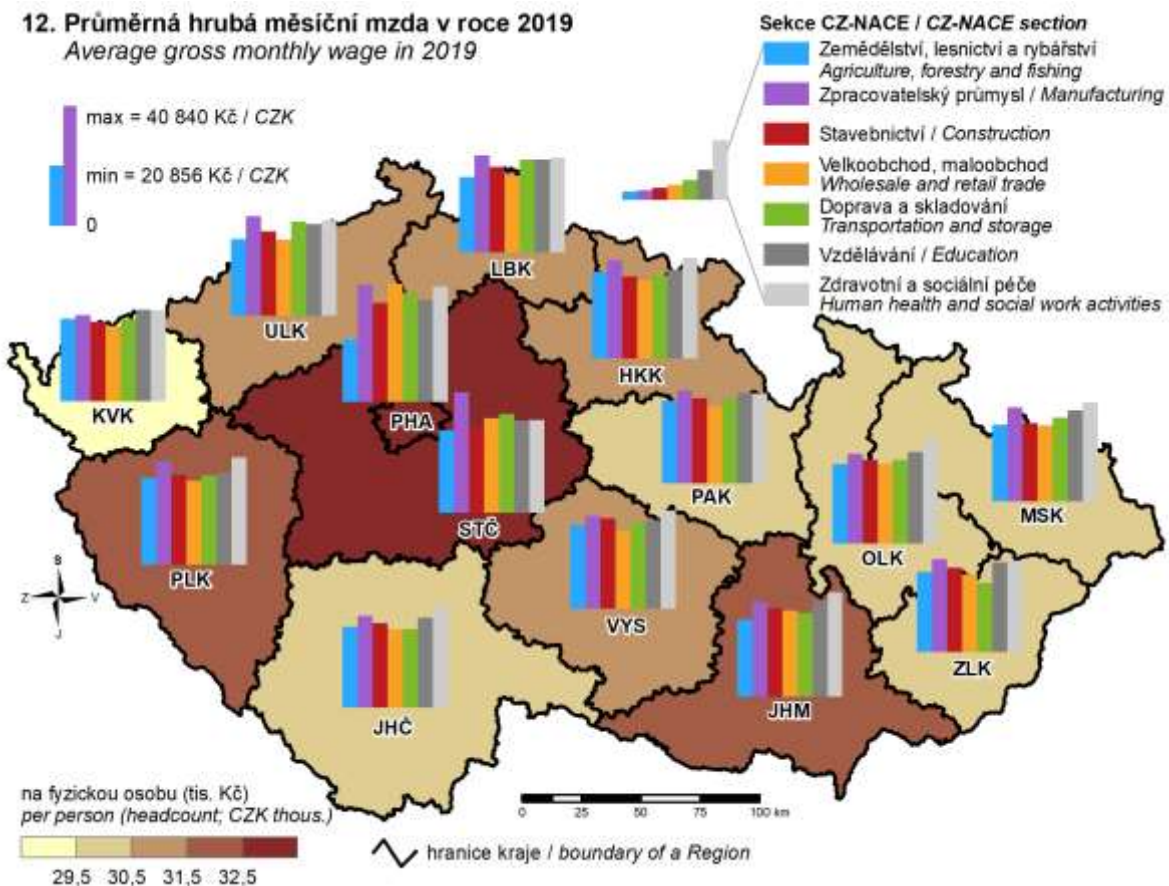 12. Průměrná hrubá měsíční mzda v roce 2019
Average gross monthly wage in 2019
max = 40 840 Kč / CZK
min = 20 856 Kč / CZK
0
Sekce CZ-NACE / CZ-NACE section
Zemědělství, lesnictví a rybářství
Agriculture, forestry and fishing
Zpracovatelský průmysl / Manufacturing
Stavebnictví / Construction
Velkoobchod, maloobchod
Wholesale and retail trade
Doprava a skladování
Transportation and storage
Vzdělávání / Education
Zdravotní a sociální péče
Human health and social work activities
LBK
ULK
HKK
KVK
PHA
PAK
MSK
STČ
OLK
PLK
VYS
ZLK
JHČ
JHM
S
Z
V
J
na fyzickou osobu (tis. Kč)
per person (headcount; CZK thous.)
29,5 30,5 31,5 32,5
0 25 50 75 100 km
hranice kraje / boundary of a Region